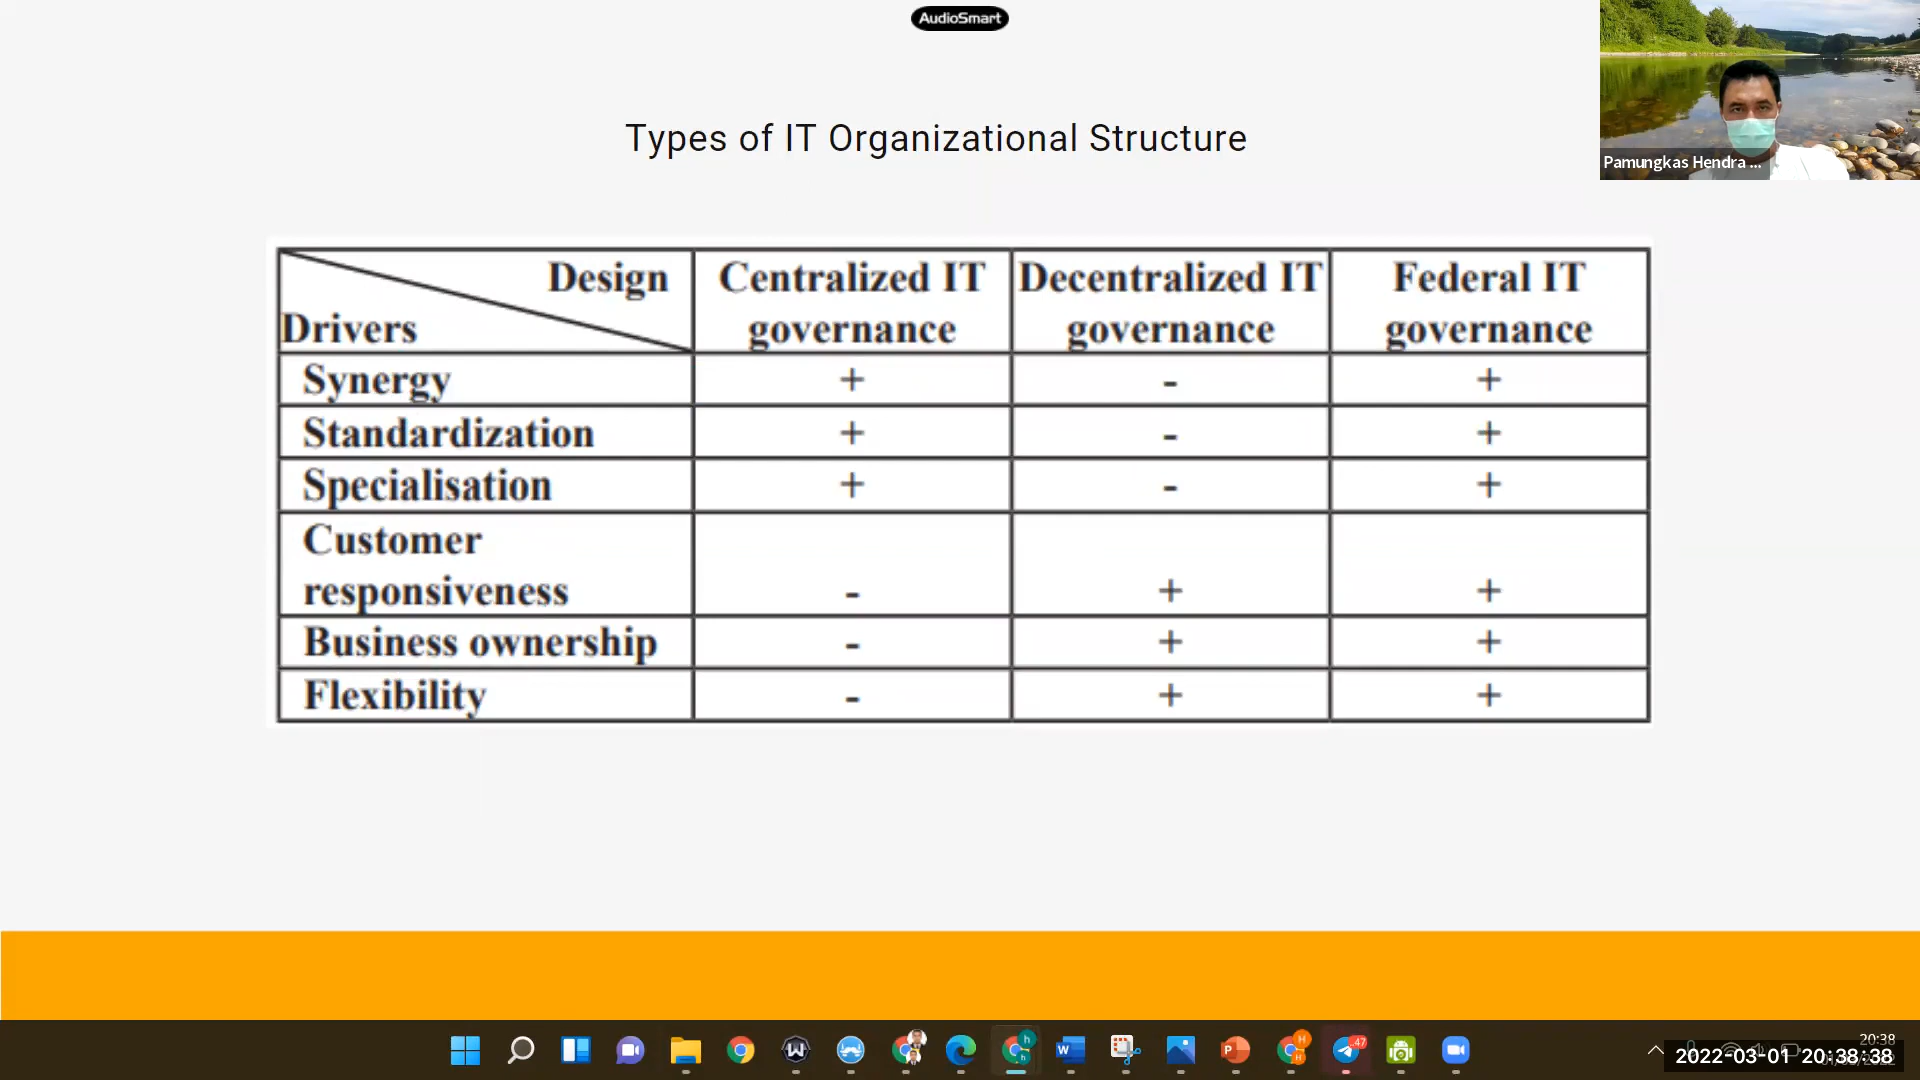 AudioSmart
Pamungkas Hendra ...
Types of IT Organizational Structure
Design
Drivers
Centralized IT
governance
Decentralized IT
governance
Federal IT
governance
Synergy + - +
Standardization + - +
Specialisation + - +
Customer
responsiveness - + +
Business ownership - + +
Flexibility - + +
47
20:38
2022-03-01 20:38:38